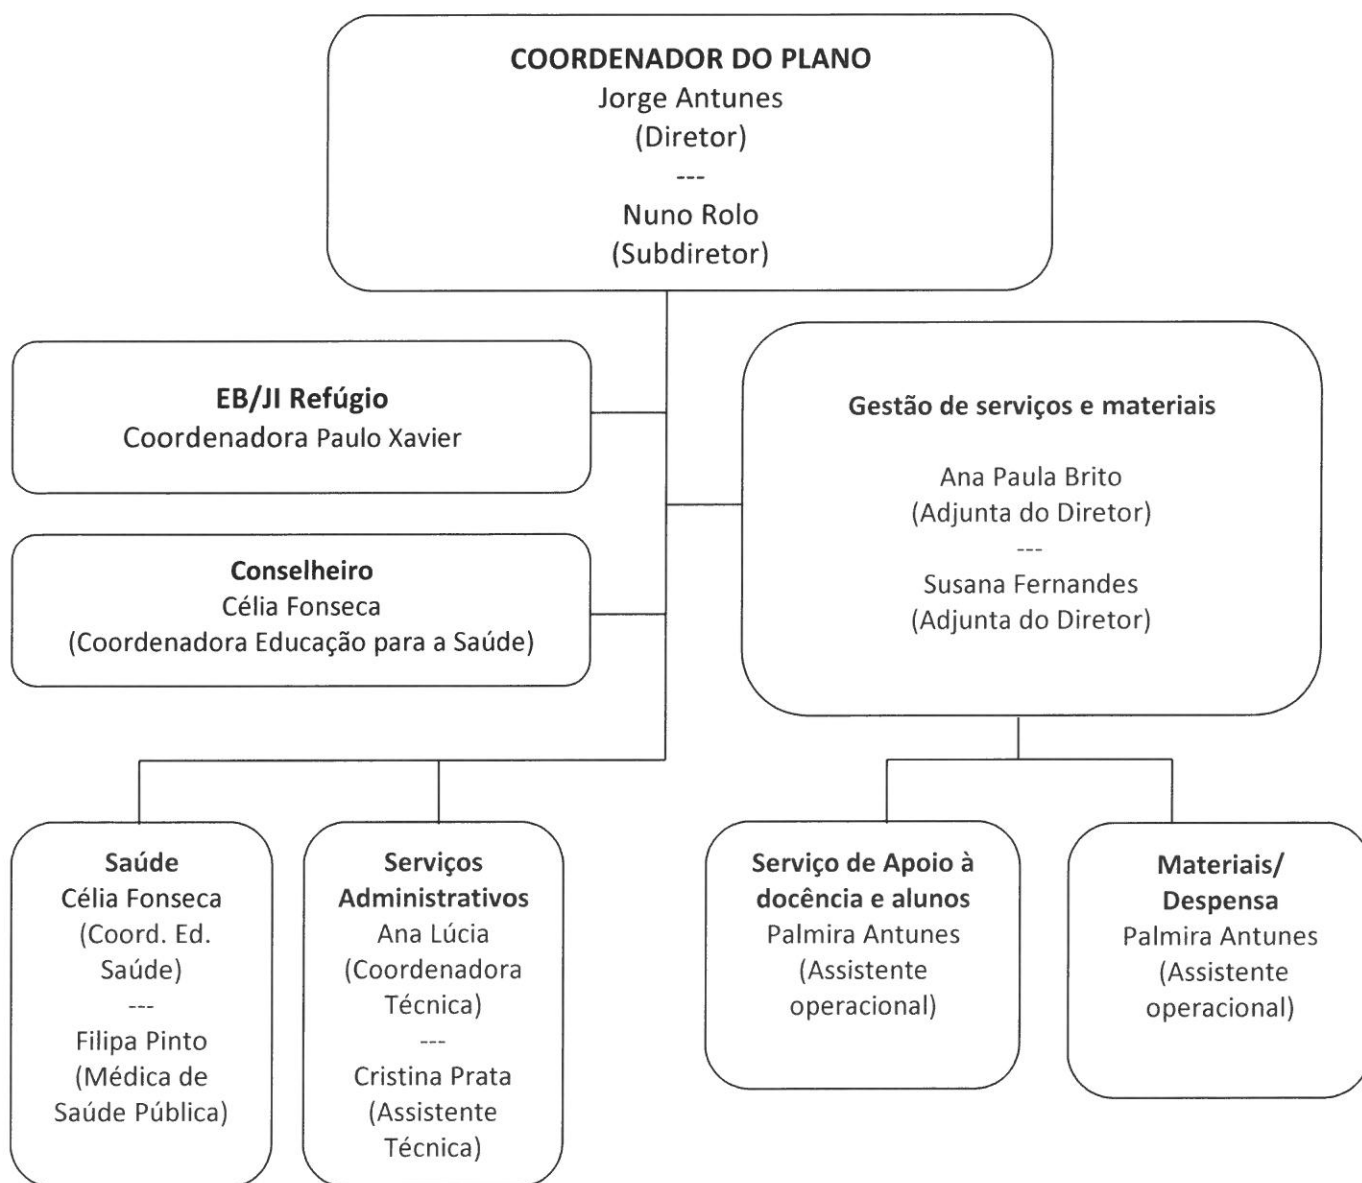 COORDENADOR DO PLANO
Jorge Antunes
(Diretor)
---
Nuno Rolo
(Subdiretor)
EB/JI Refúgio
Coordenadora Paulo Xavier
Gestão de serviços e materiais
Ana Paula Brito
(Adjunta do Diretor)
---
Susana Fernandes
(Adjunta do Diretor)
Conselheiro
Célia Fonseca
(Coordenadora Educação para a Saúde)
Saúde
Célia Fonseca
(Coord. Ed.
Saúde)
---
Filipa Pinto
(Médica de
Saúde Pública)
Serviços
Administrativos
Ana Lúcia
(Coordenadora
Técnica)
---
Cristina Prata
(Assistente
Técnica)
Serviço de Apoio à
docência e alunos
Palmira Antunes
(Assistente
operacional)
Materiais/
Despensa
Palmira Antunes
(Assistente
operacional)